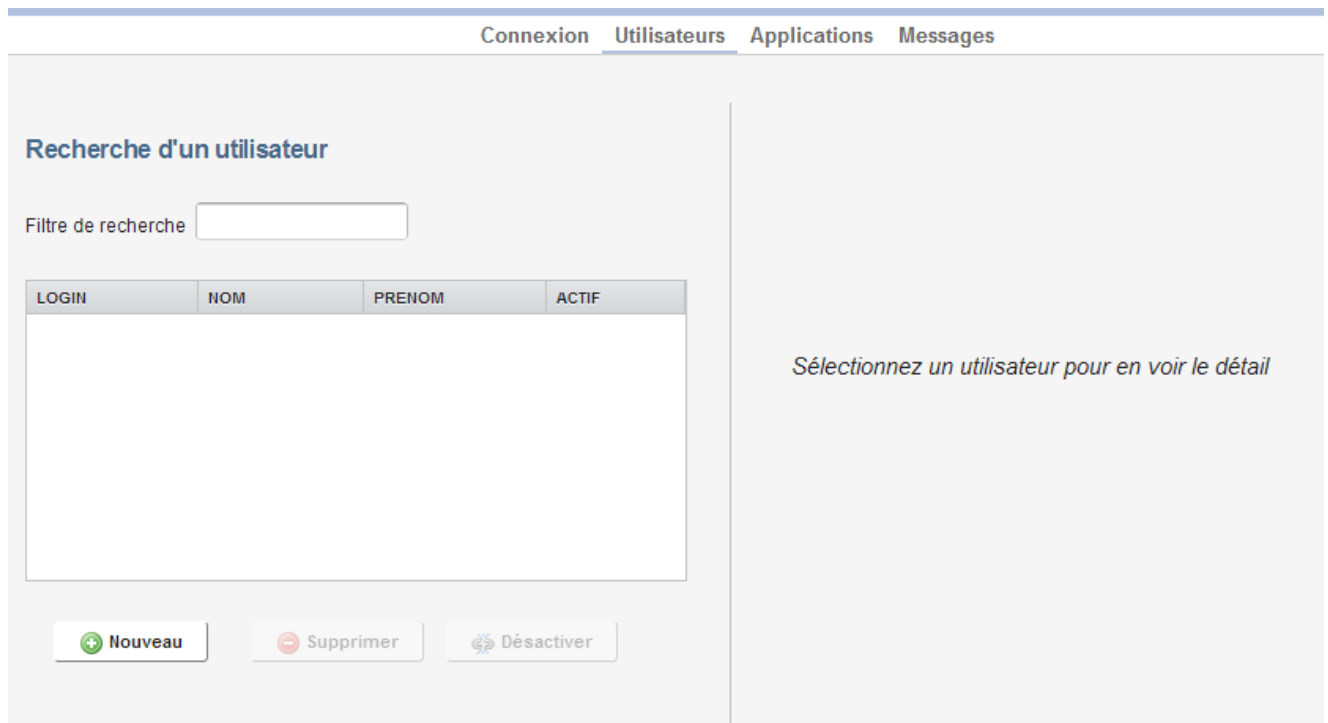 Connexion Utilisateurs Applications Messages
Recherche d'un utilisateur
Filtre de recherche
LOGIN NOM PRENOM ACTIF
Sélectionnez un utilisateur pour en voir le détail
Nouveau Supprimer Désactiver